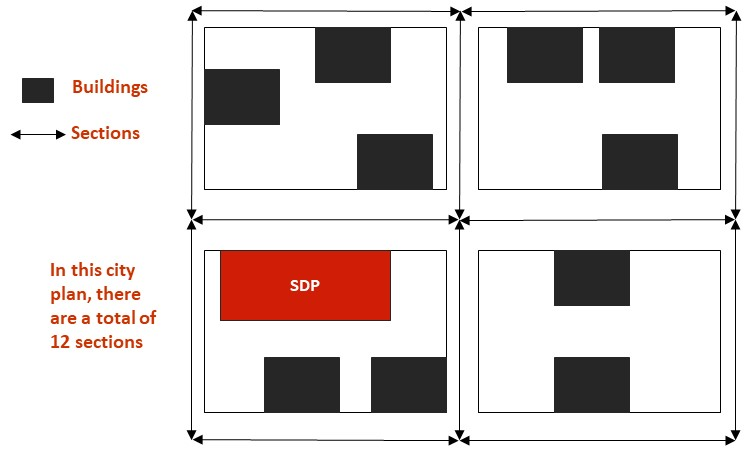 Buildings
Sections
In this city
plan, there
are a total of
12 sections
SDP